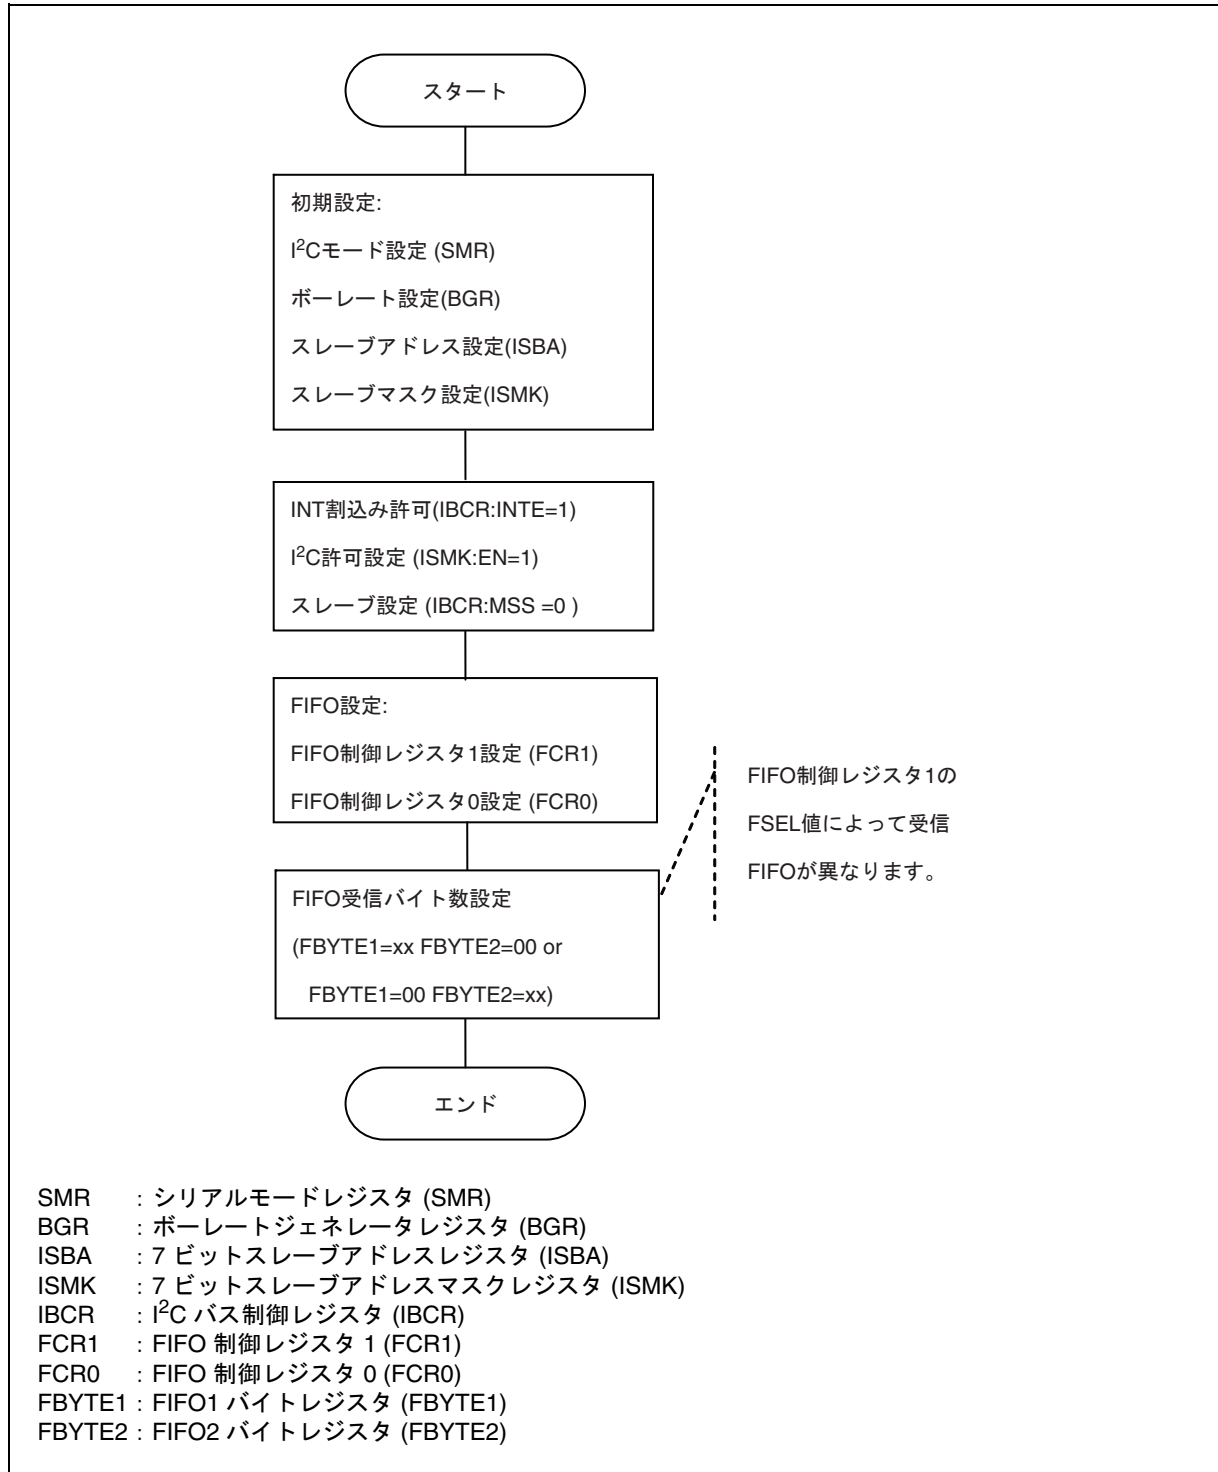 スタート
初期設定:
I²Cモード設定 (SMR)
ボーレート設定(BGR)
スレーブアドレス設定(ISBA)
スレーブマスク設定(ISMK)
INT割込み許可(IBCR:INTE=1)
I²C許可設定 (ISMK:EN=1)
スレーブ設定 (IBCR:MSS =0 )
FIFO設定:
FIFO制御レジスタ1設定 (FCR1)
FIFO制御レジスタ0設定 (FCR0)
FIFO制御レジスタ1の
FSEL値によって受信
FIFOが異なります。
FIFO受信バイト数設定
(FBYTE1=xx FBYTE2=00 or
FBYTE1=00 FBYTE2=xx)
エンド
SMR : シリアルモードレジスタ (SMR)
BGR : ボーレートジェネレータレジスタ (BGR)
ISBA : 7 ビットスレーブアドレスレジスタ (ISBA)
ISMK : 7 ビットスレーブアドレスマスクレジスタ (ISMK)
IBCR : I²C バス制御レジスタ (IBCR)
FCR1 : FIFO 制御レジスタ 1 (FCR1)
FCR0 : FIFO 制御レジスタ 0 (FCR0)
FBYTE1 : FIFO1 バイトレジスタ (FBYTE1)
FBYTE2 : FIFO2 バイトレジスタ (FBYTE2)